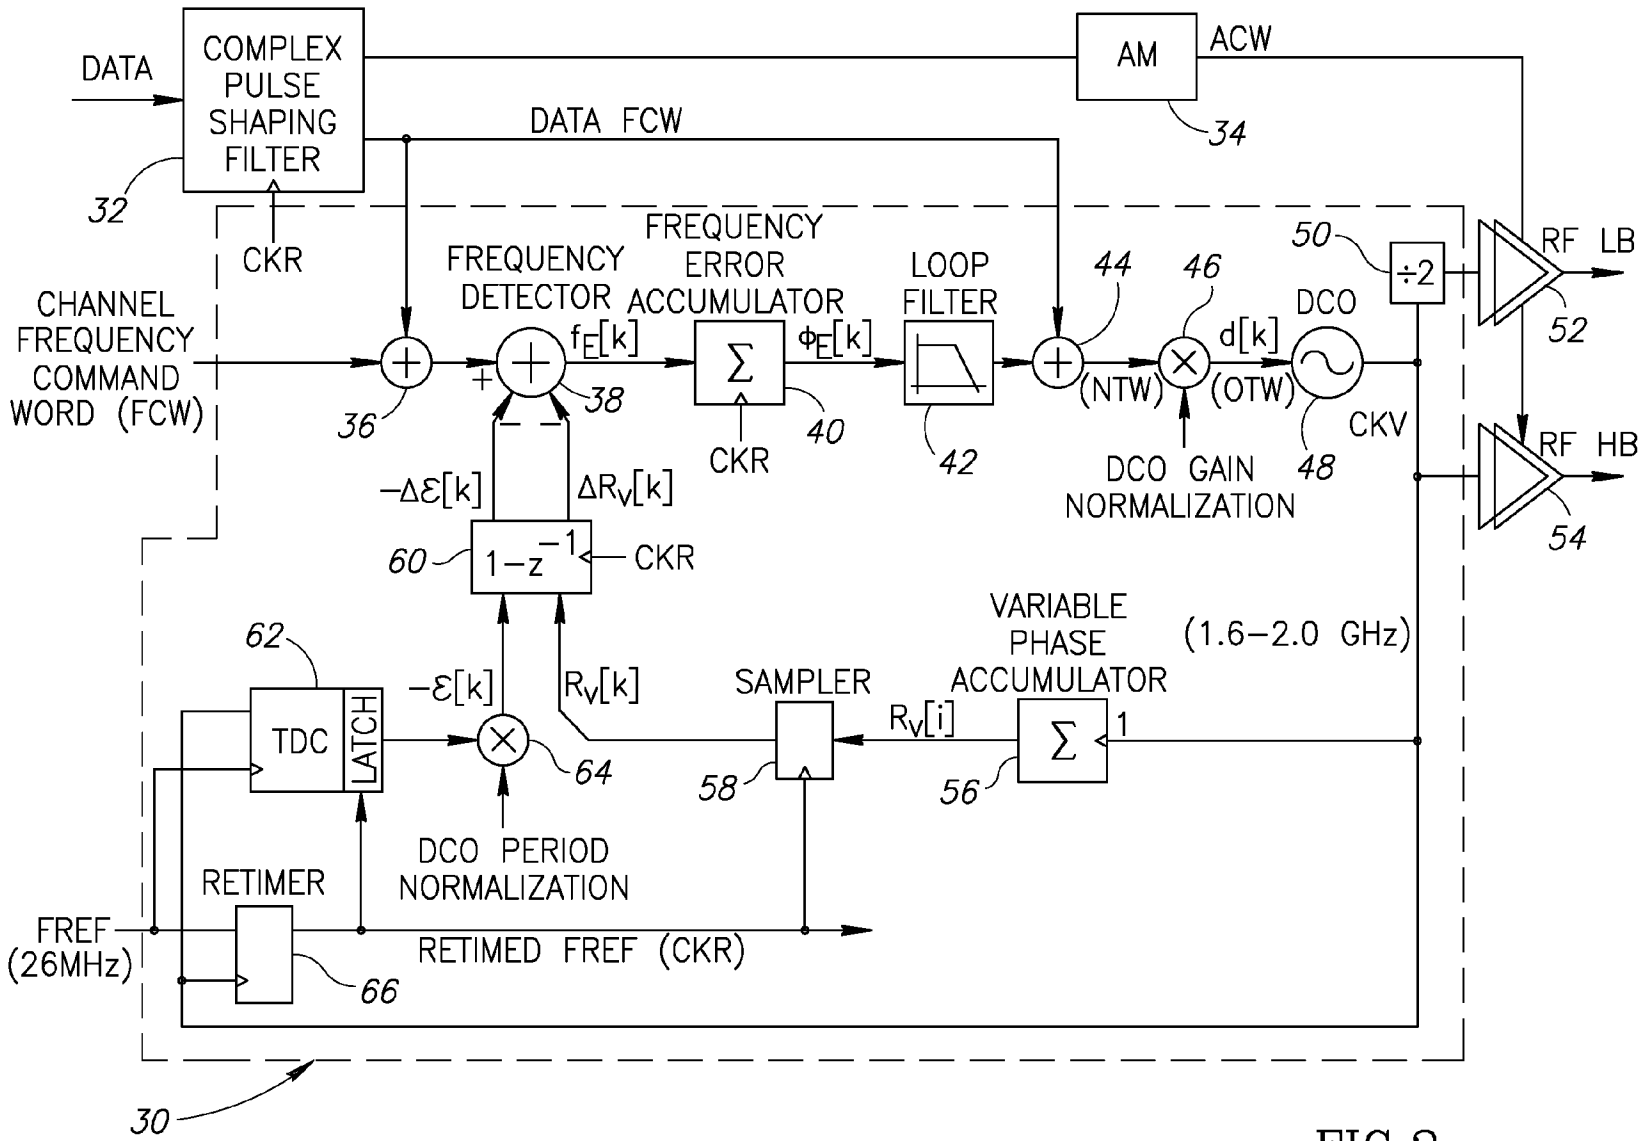 DATA
COMPLEX
PULSE
SHAPING
FILTER
32
CKR
AM
ACW
34
DATA FCW
CHANNEL
FREQUENCY
COMMAND
WORD (FCW)
+
36
FREQUENCY
DETECTOR
+
+
38
− −
f_E[k]
FREQUENCY
ERROR
ACCUMULATOR
Σ
40
CKR
ϕ_E[k]
LOOP
FILTER
42
+
44
(NTW)
×
46
DCO GAIN
NORMALIZATION
d[k]
(OTW)
DCO
48
CKV
50
÷2
RF LB
52
RF HB
54
−Δε[k]
ΔR_V[k]
60
1−z^−1
CKR
62
TDC
LATCH
−ε[k]
R_V[k]
×
64
DCO PERIOD
NORMALIZATION
SAMPLER
58
R_V[i]
VARIABLE
PHASE
ACCUMULATOR
Σ
1
56
(1.6−2.0 GHz)
RETIMER
66
FREF
(26MHz)
RETIMED FREF (CKR)
30